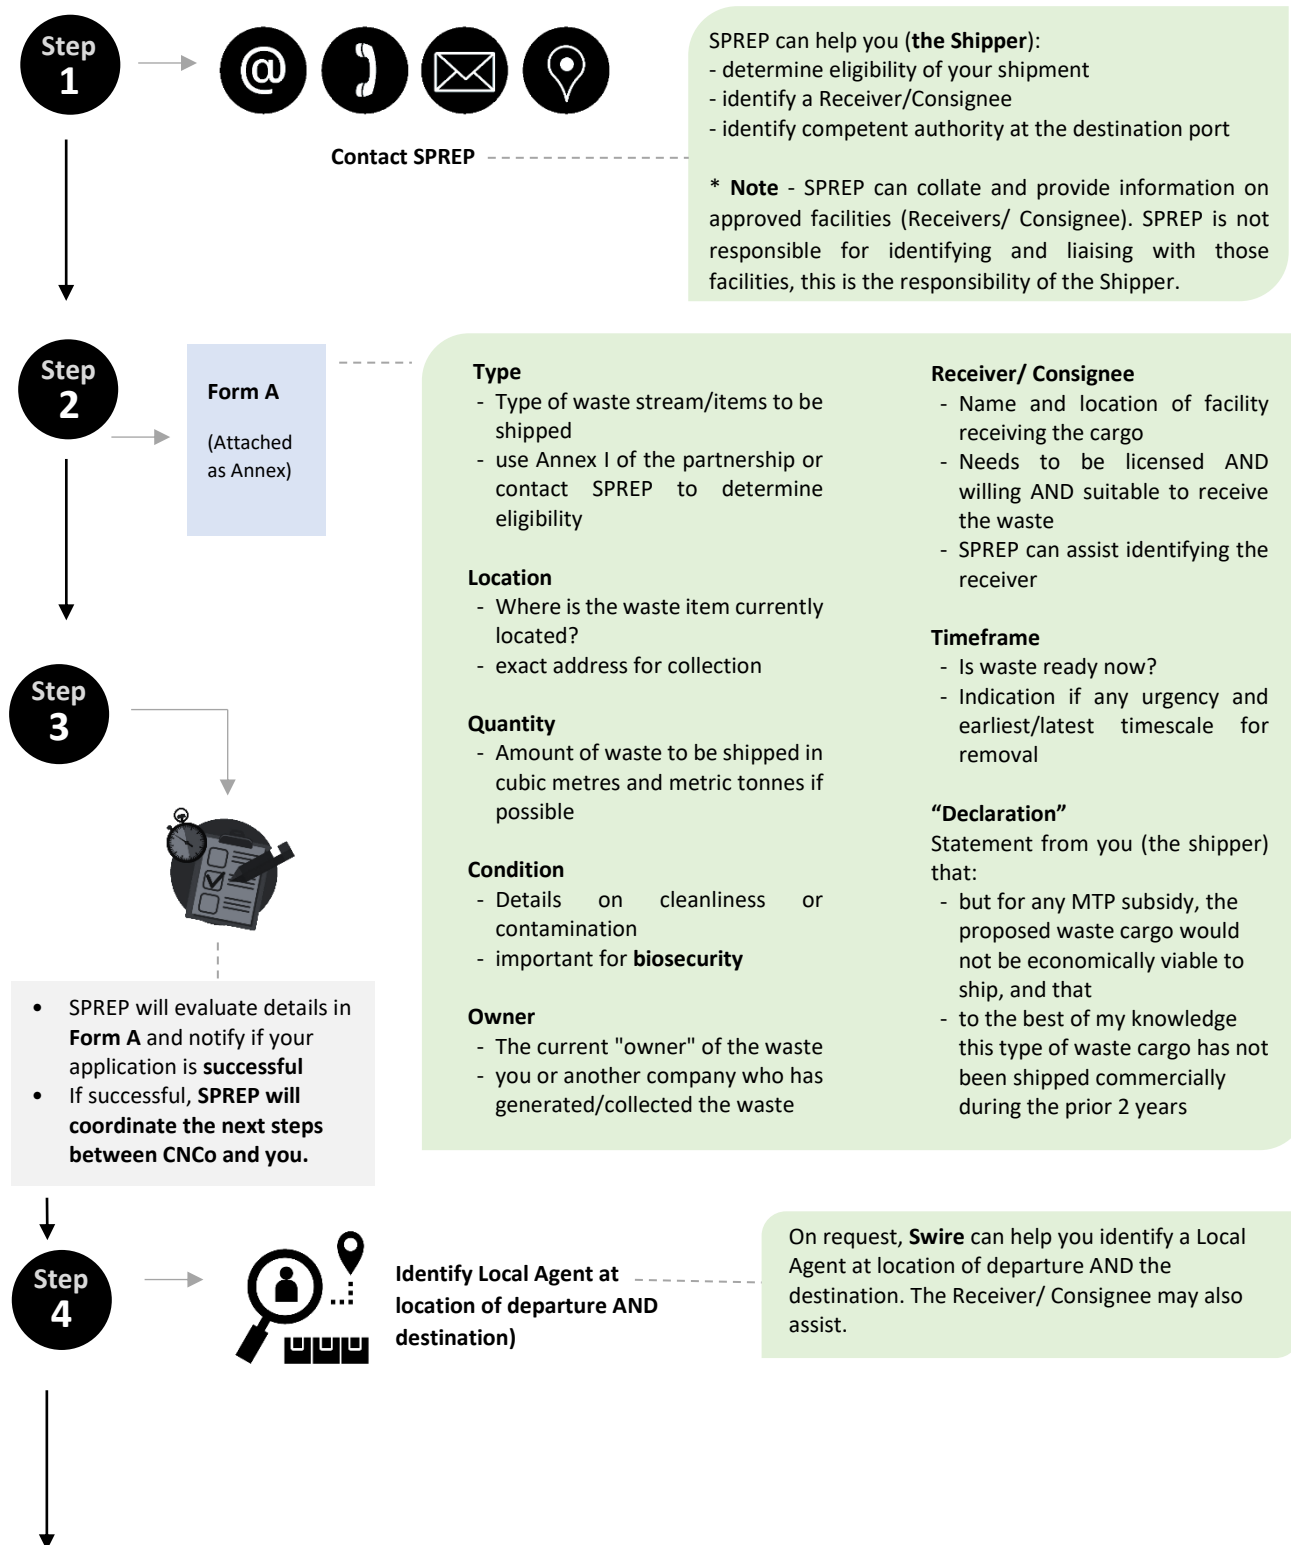 Step
1
@
Contact SPREP
SPREP can help you (the Shipper):
- determine eligibility of your shipment
- identify a Receiver/Consignee
- identify competent authority at the destination port
* Note - SPREP can collate and provide information on
approved facilities (Receivers/ Consignee). SPREP is not
responsible for identifying and liaising with those
facilities, this is the responsibility of the Shipper.
Step
2
Form A
(Attached
as Annex)
Type
- Type of waste stream/items to be
shipped
- use Annex I of the partnership or
contact SPREP to determine
eligibility
Location
- Where is the waste item currently
located?
- exact address for collection
Quantity
- Amount of waste to be shipped in
cubic metres and metric tonnes if
possible
Condition
- Details on cleanliness or
contamination
- important for biosecurity
Owner
- The current "owner" of the waste
- you or another company who has
generated/collected the waste
Receiver/ Consignee
- Name and location of facility
receiving the cargo
- Needs to be licensed AND
willing AND suitable to receive
the waste
- SPREP can assist identifying the
receiver
Timeframe
- Is waste ready now?
- Indication if any urgency and
earliest/latest timescale for
removal
“Declaration”
Statement from you (the shipper)
that:
- but for any MTP subsidy, the
proposed waste cargo would
not be economically viable to
ship, and that
- to the best of my knowledge
this type of waste cargo has not
been shipped commercially
during the prior 2 years
Step
3
• SPREP will evaluate details in
Form A and notify if your
application is successful
• If successful, SPREP will
coordinate the next steps
between CNCo and you.
Step
4
Identify Local Agent at
location of departure AND
destination)
On request, Swire can help you identify a Local
Agent at location of departure AND the
destination. The Receiver/ Consignee may also
assist.